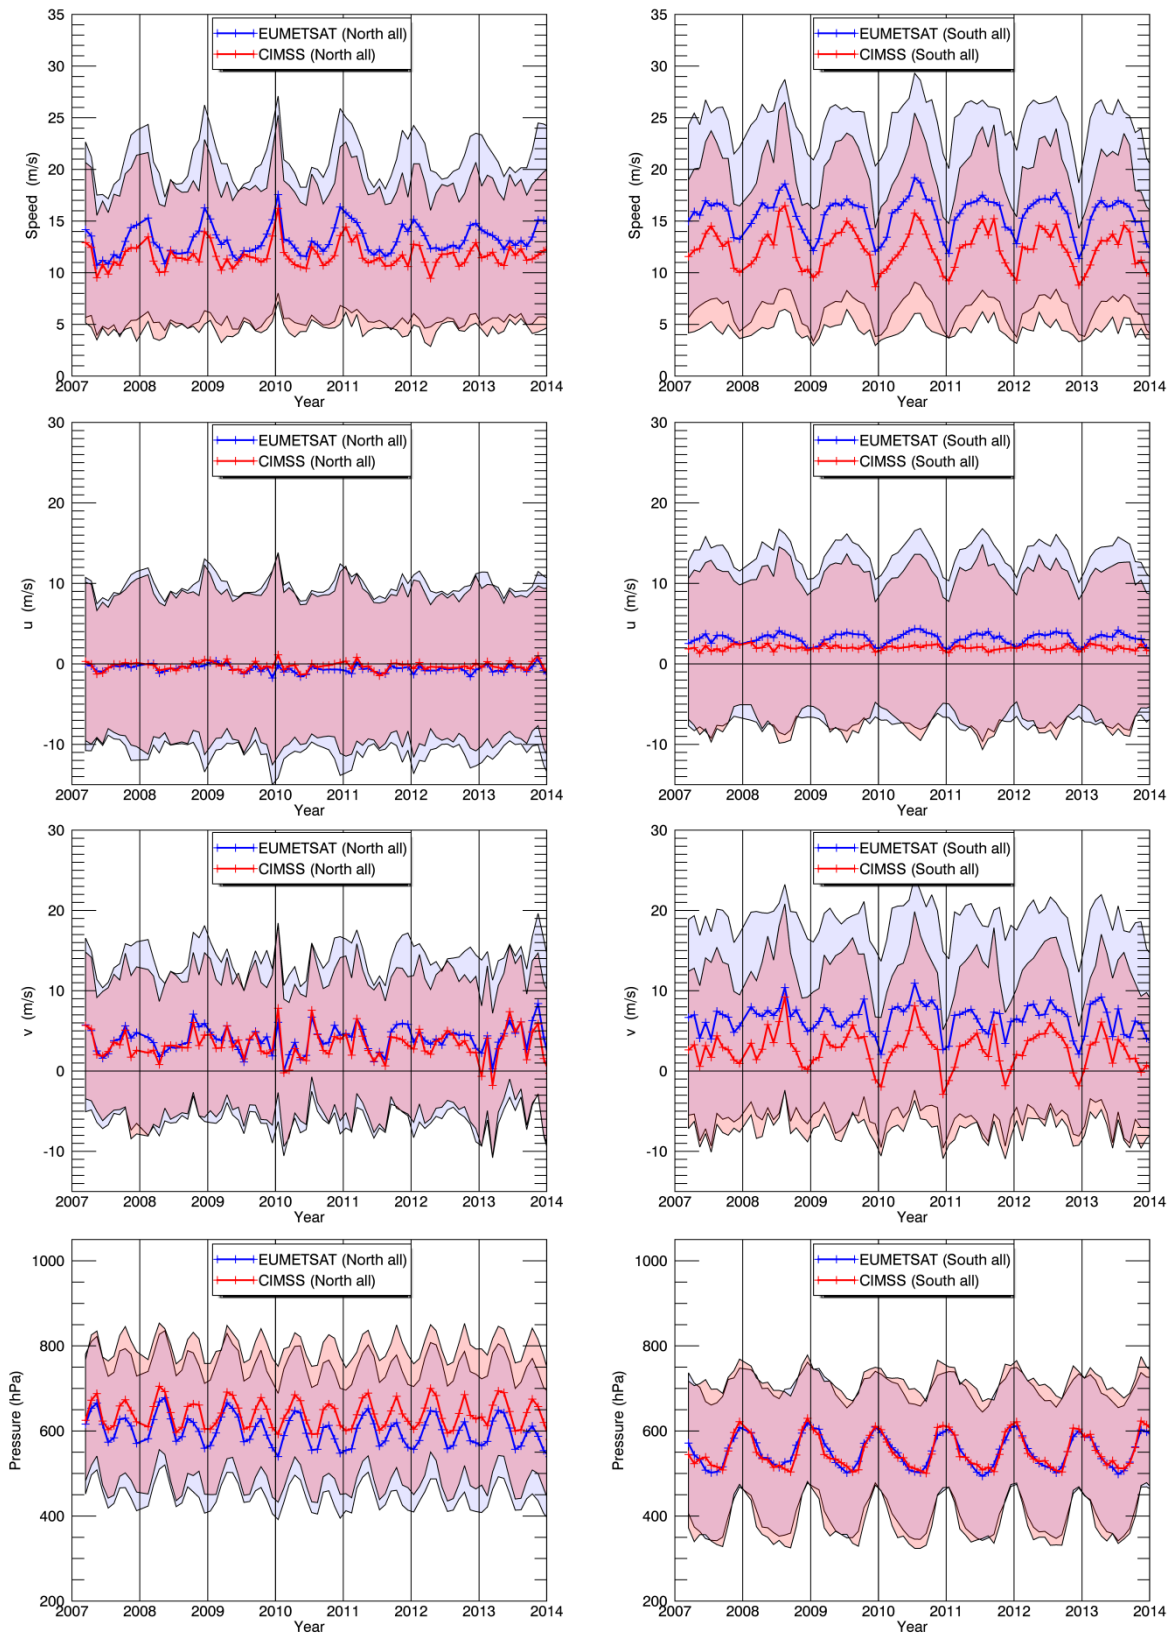 EUMETSAT (North all)
CIMSS (North all)
Speed (m/s)
35
30
25
20
15
10
5
0
2007 2008 2009 2010 2011 2012 2013 2014
Year
EUMETSAT (South all)
CIMSS (South all)
Speed (m/s)
35
30
25
20
15
10
5
0
2007 2008 2009 2010 2011 2012 2013 2014
Year
EUMETSAT (North all)
CIMSS (North all)
u (m/s)
30
20
10
0
-10
2007 2008 2009 2010 2011 2012 2013 2014
Year
EUMETSAT (South all)
CIMSS (South all)
u (m/s)
30
20
10
0
-10
2007 2008 2009 2010 2011 2012 2013 2014
Year
EUMETSAT (North all)
CIMSS (North all)
v (m/s)
30
20
10
0
-10
2007 2008 2009 2010 2011 2012 2013 2014
Year
EUMETSAT (South all)
CIMSS (South all)
v (m/s)
30
20
10
0
-10
2007 2008 2009 2010 2011 2012 2013 2014
Year
EUMETSAT (North all)
CIMSS (North all)
Pressure (hPa)
1000
800
600
400
200
2007 2008 2009 2010 2011 2012 2013 2014
Year
EUMETSAT (South all)
CIMSS (South all)
Pressure (hPa)
1000
800
600
400
200
2007 2008 2009 2010 2011 2012 2013 2014
Year